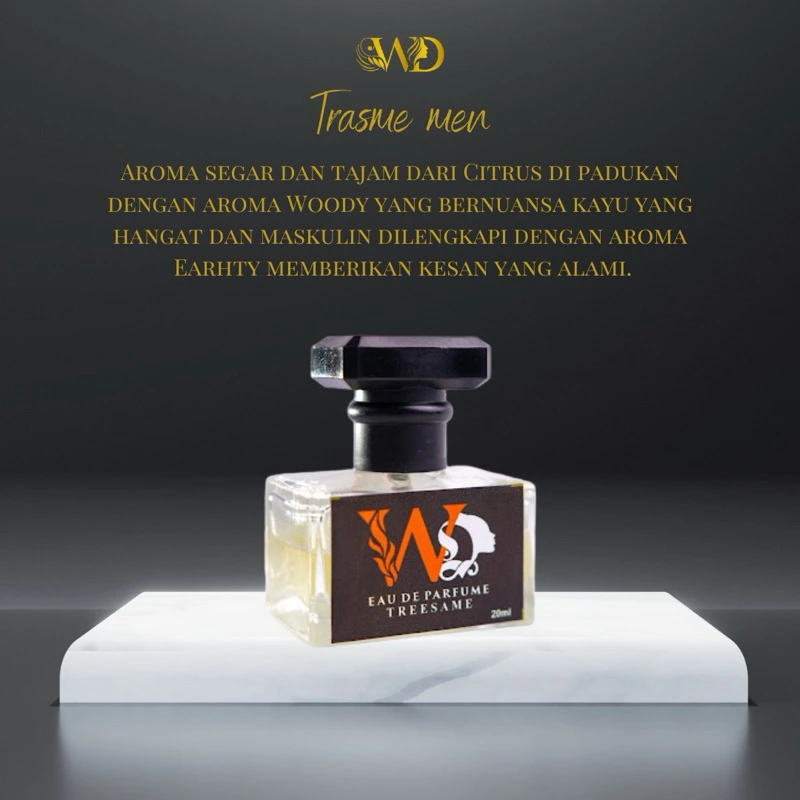 WD
Trasme men
Aroma segar dan tajam dari Citrus di padukan
dengan aroma Woody yang bernuansa kayu yang
hangat dan maskulin dilengkapi dengan aroma
Earhty memberikan kesan yang alami.
WD
EAU DE PARFUME
TREESAME
20ml